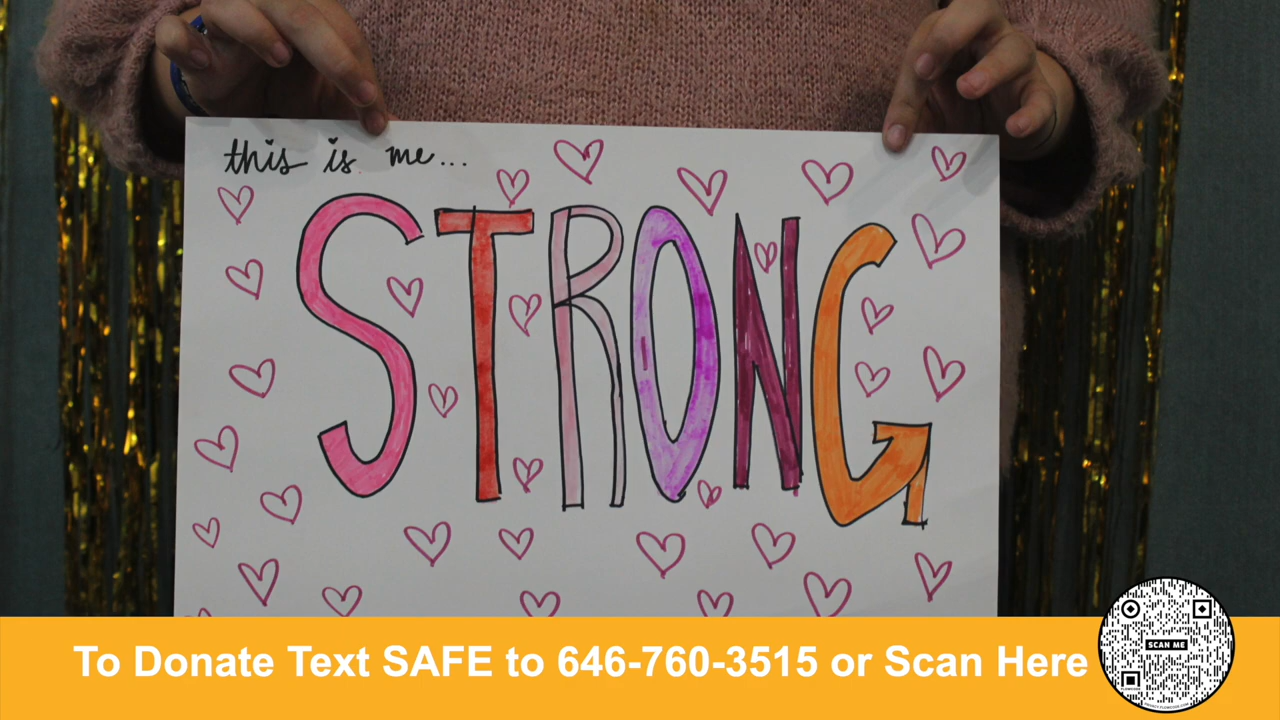 this is me...
STRONG
To Donate Text SAFE to 646-760-3515 or Scan Here
SCAN ME